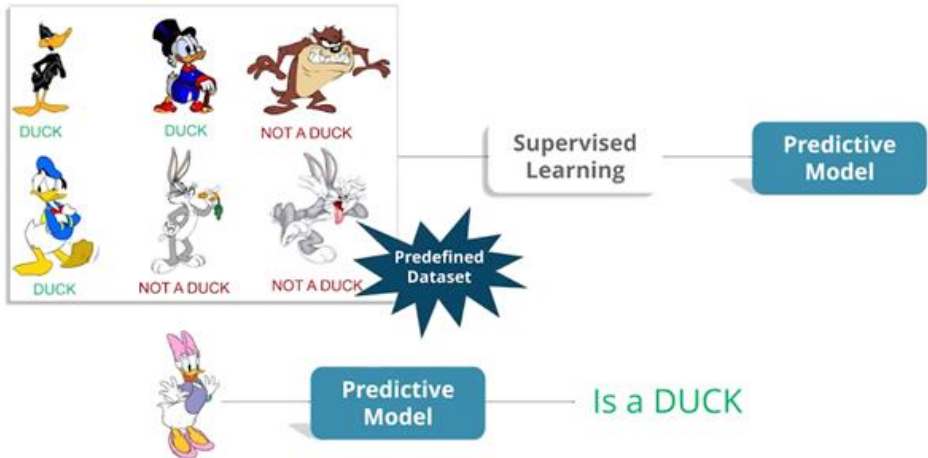 DUCK
DUCK
NOT A DUCK
Supervised
Learning
Predictive
Model
DUCK
NOT A DUCK
NOT A DUCK
Predefined
Dataset
Predictive
Model
Is a DUCK